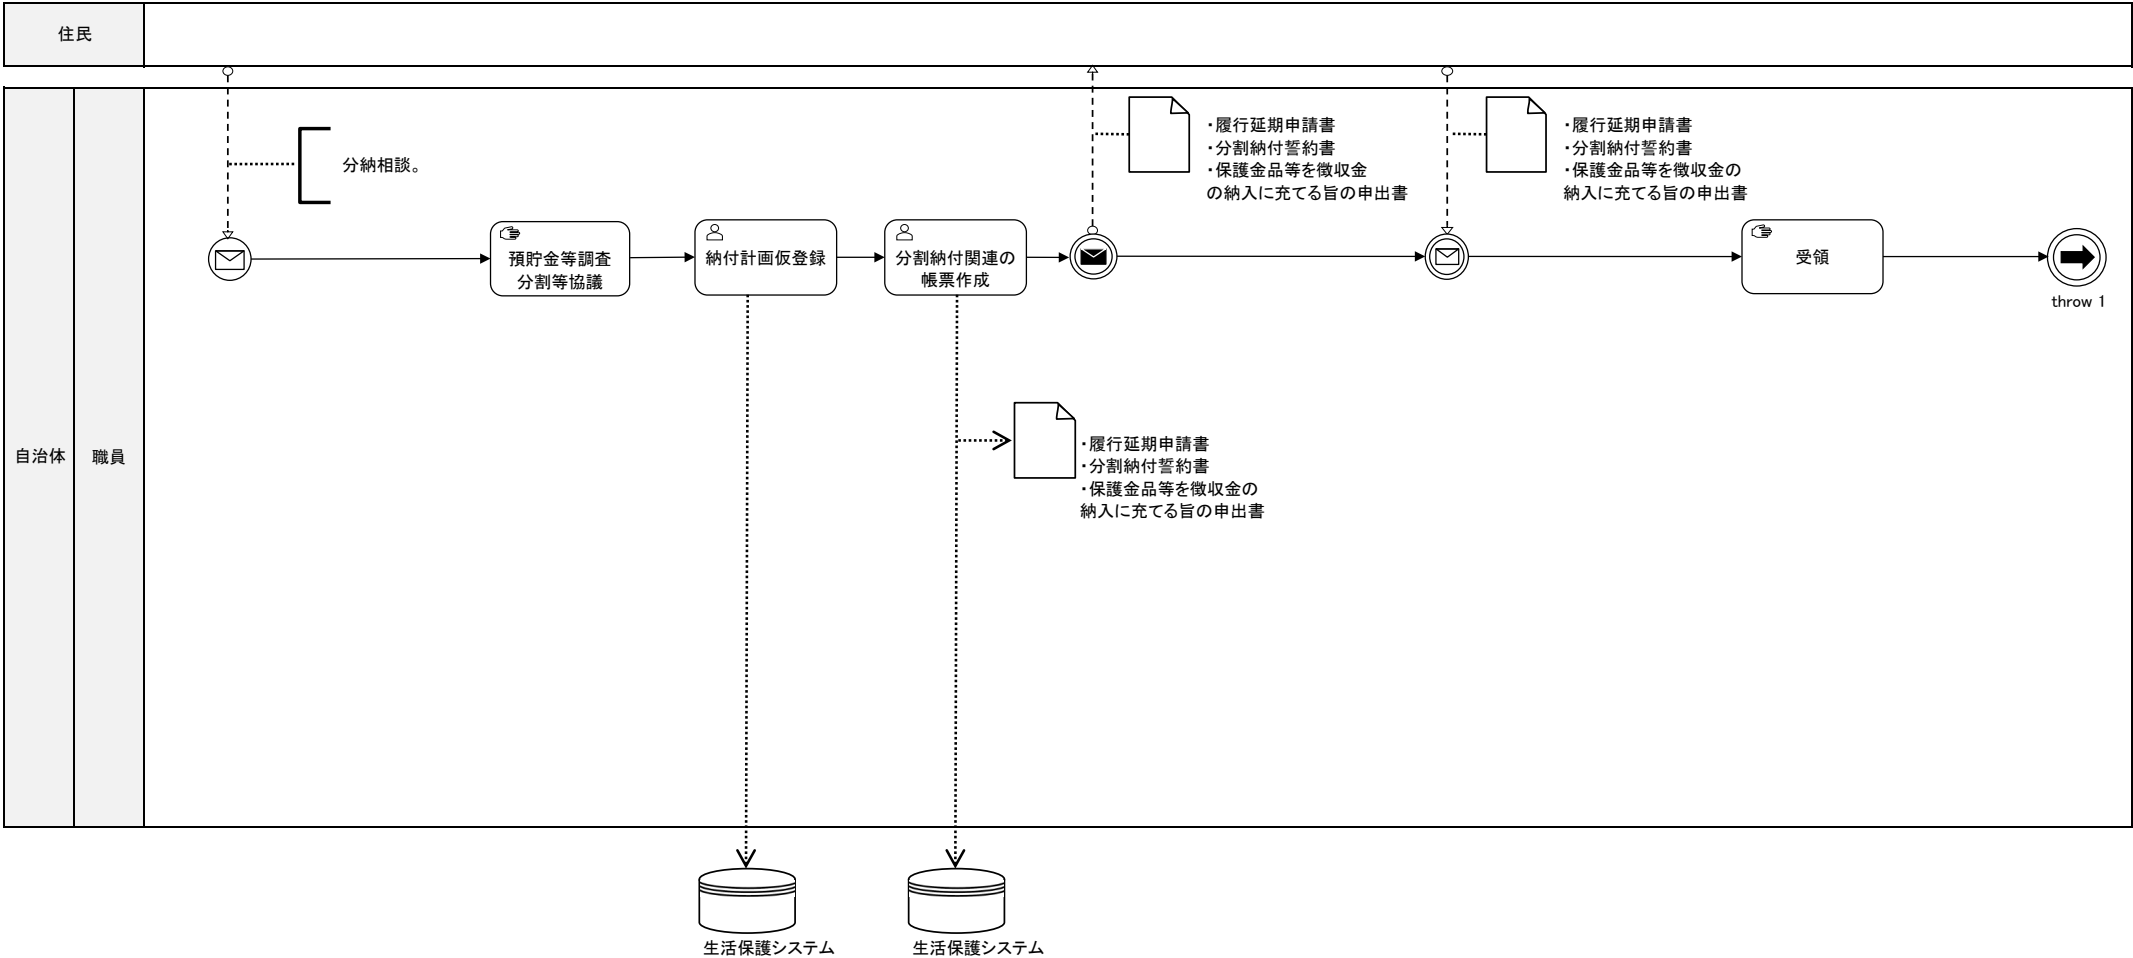 住民
自治体
職員
分納相談。
預貯金等調査
分割等協議
納付計画仮登録
分割納付関連の
帳票作成
・履行延期申請書
・分割納付誓約書
・保護金品等を徴収金
の納入に充てる旨の申出書
・履行延期申請書
・分割納付誓約書
・保護金品等を徴収金の
納入に充てる旨の申出書
受領
throw 1
・履行延期申請書
・分割納付誓約書
・保護金品等を徴収金の
納入に充てる旨の申出書
生活保護システム
生活保護システム